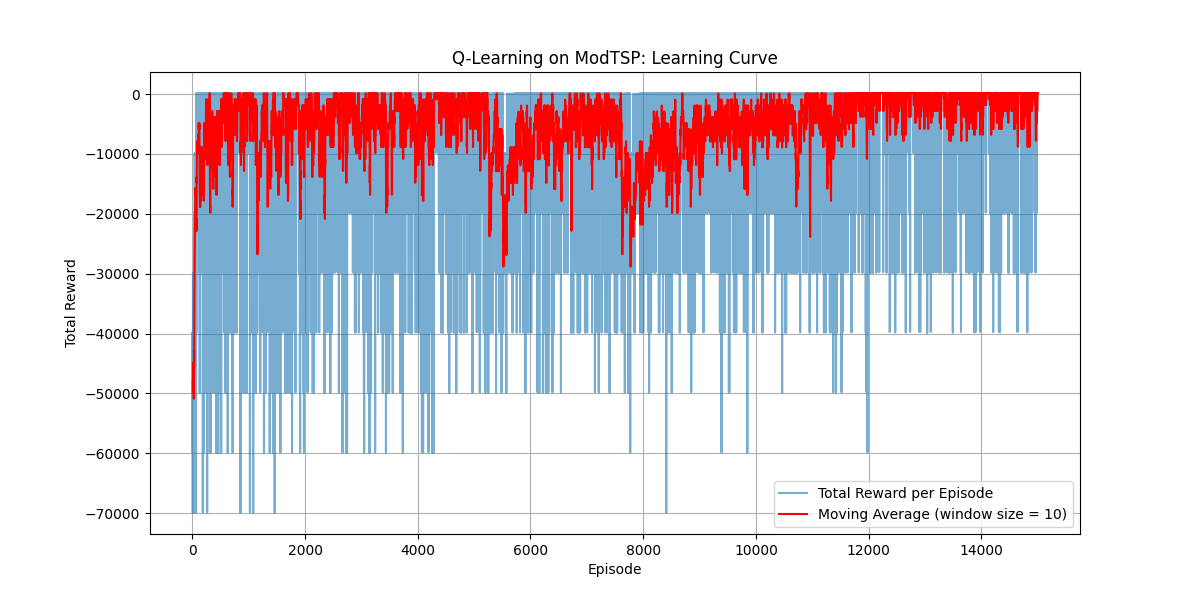 Q-Learning on ModTSP: Learning Curve
Total Reward
0
−10000
−20000
−30000
−40000
−50000
−60000
−70000
0 2000 4000 6000 8000 10000 12000 14000
Episode
Total Reward per Episode
Moving Average (window size = 10)